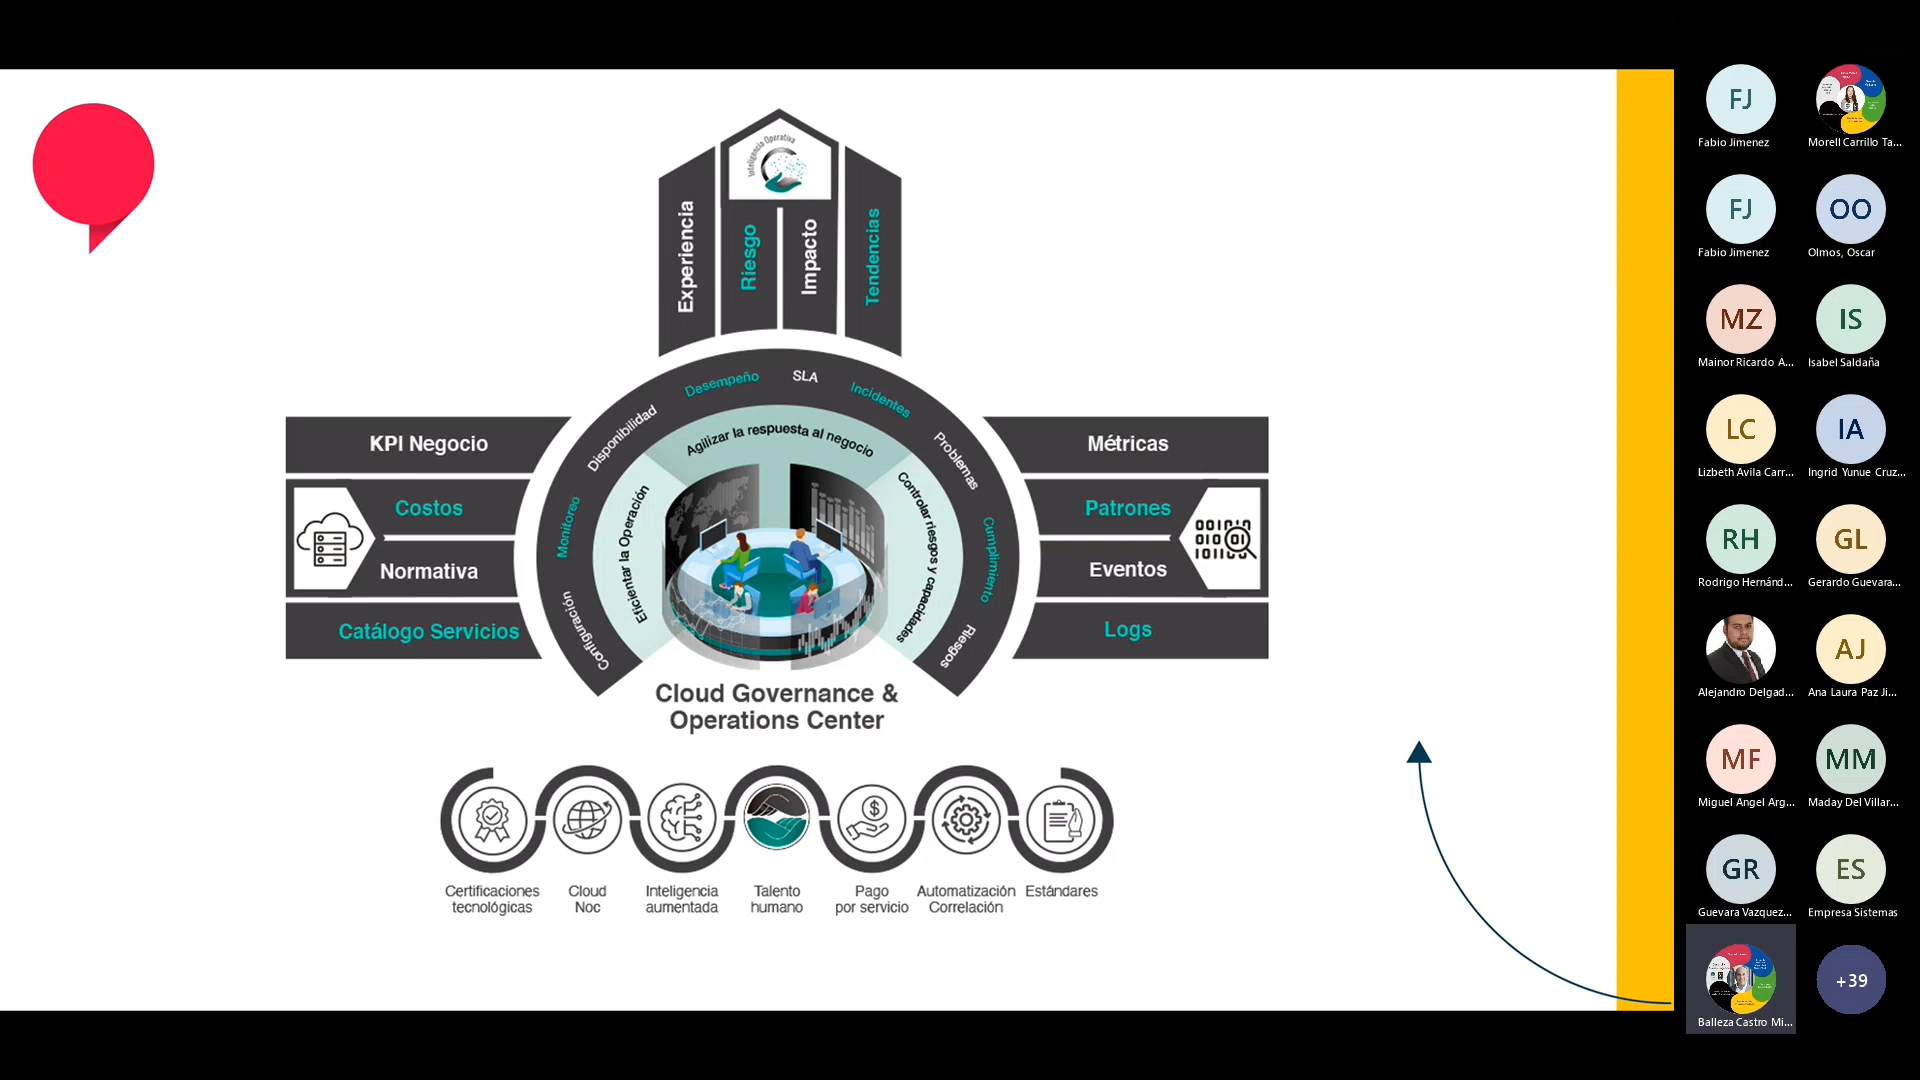 Inteligencia Operativa
Experiencia
Riesgo
Impacto
Tendencias
KPI Negocio
Costos
Normativa
Catálogo Servicios
Configuración
Monitoreo
Disponibilidad
Desempeño
SLA
Incidentes
Problemas
Cumplimiento
Riesgos
Eficientar la Operación
Agilizar la respuesta al negocio
Controlar riesgos y capacidades
Métricas
Patrones
Eventos
Logs
Cloud Governance &
Operations Center
Certificaciones
tecnológicas
Cloud
Noc
Inteligencia
aumentada
Talento
humano
Pago
por servicio
Automatización
Correlación
Estándares
FJ
Fabio Jimenez
Morell Carrillo Ta...
FJ
Fabio Jimenez
OO
Olmos, Oscar
MZ
Mainor Ricardo A...
IS
Isabel Saldaña
LC
Lizbeth Avila Carr...
IA
Ingrid Yunue Cruz...
RH
Rodrigo Hernánd...
GL
Gerardo Guevara...
Alejandro Delgad...
AJ
Ana Laura Paz Ji...
MF
Miguel Angel Arg...
MM
Maday Del Villar...
GR
Guevara Vazquez...
ES
Empresa Sistemas
Balleza Castro Mi...
+39